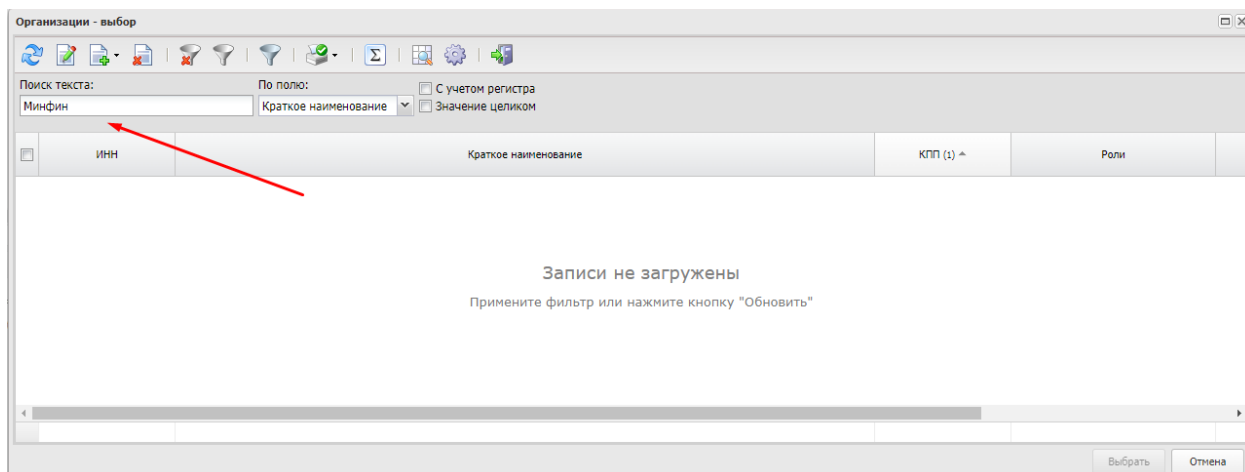 Организации - выбор
Поиск текста: По полю: С учетом регистра
Минфин Краткое наименование Значение целиком
ИНН Краткое наименование КПП (1) Роли
Записи не загружены
Примените фильтр или нажмите кнопку "Обновить"
Выбрать Отмена